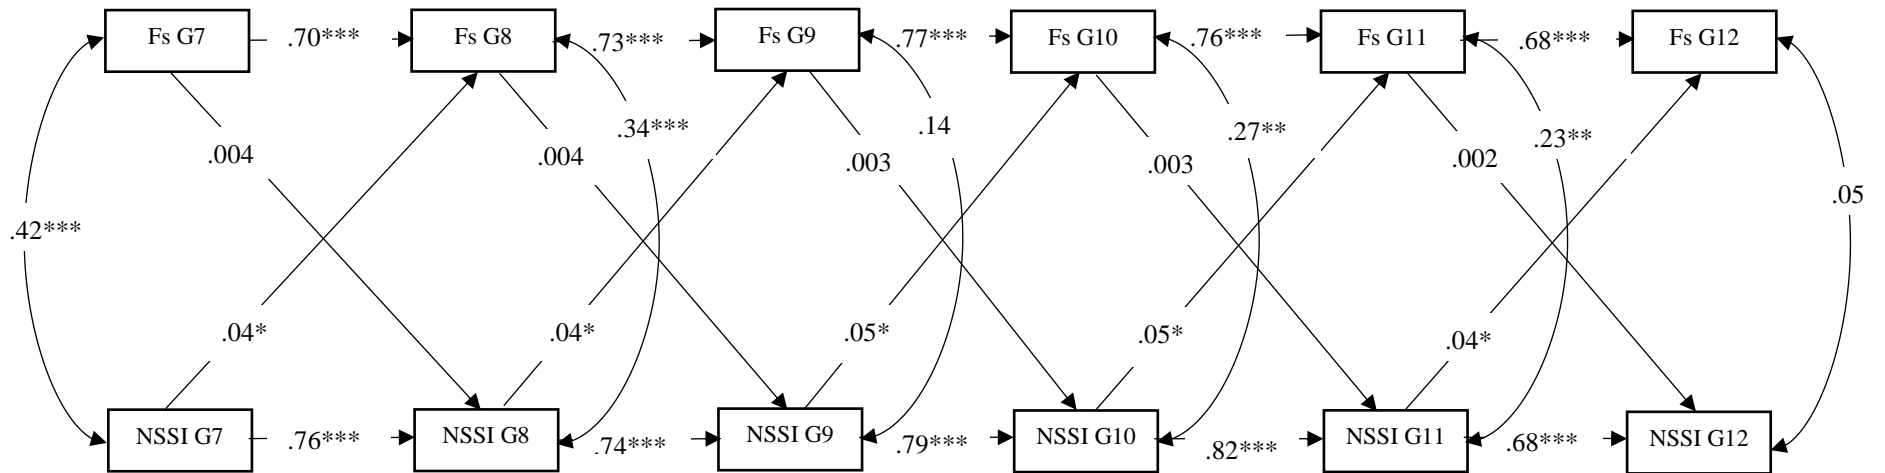 Fs G7 .70*** Fs G8 .73*** Fs G9 .77*** Fs G10 .76*** Fs G11 .68*** Fs G12
.34*** .14 .27** .23**
.004 .004 .003 .003 .002
.05
.42***
.04* .04* .05* .05* .04*
NSSI G7 .76*** NSSI G8 .74*** NSSI G9 .79*** NSSI G10 .82*** NSSI G11 .68*** NSSI G12